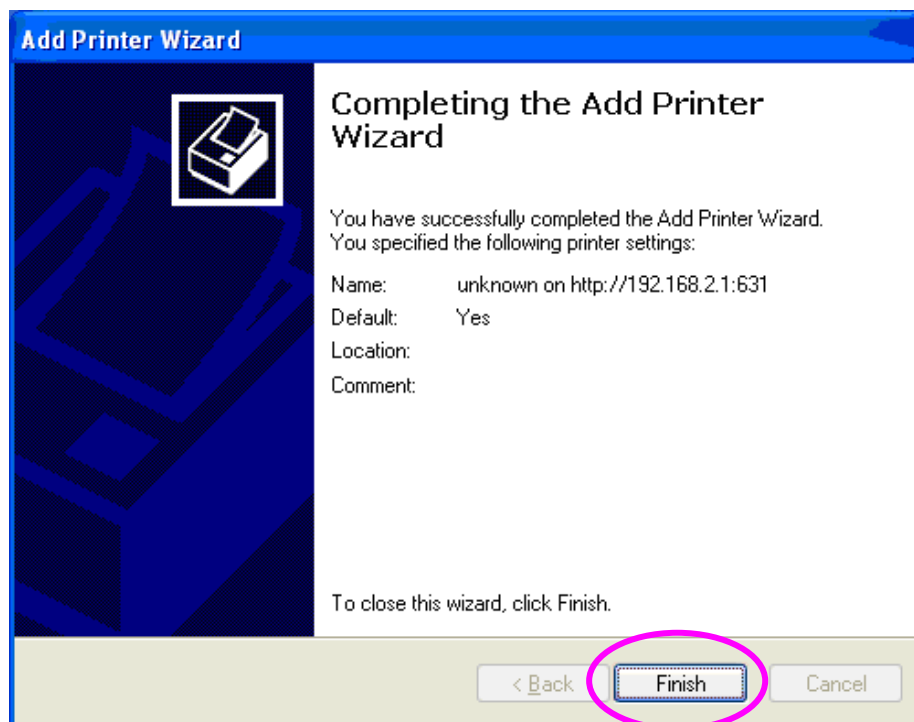 Add Printer Wizard
Completing the Add Printer
Wizard
You have successfully completed the Add Printer Wizard.
You specified the following printer settings:
Name: unknown on http://192.168.2.1:631
Default: Yes
Location:
Comment:
To close this wizard, click Finish.
< Back Finish Cancel